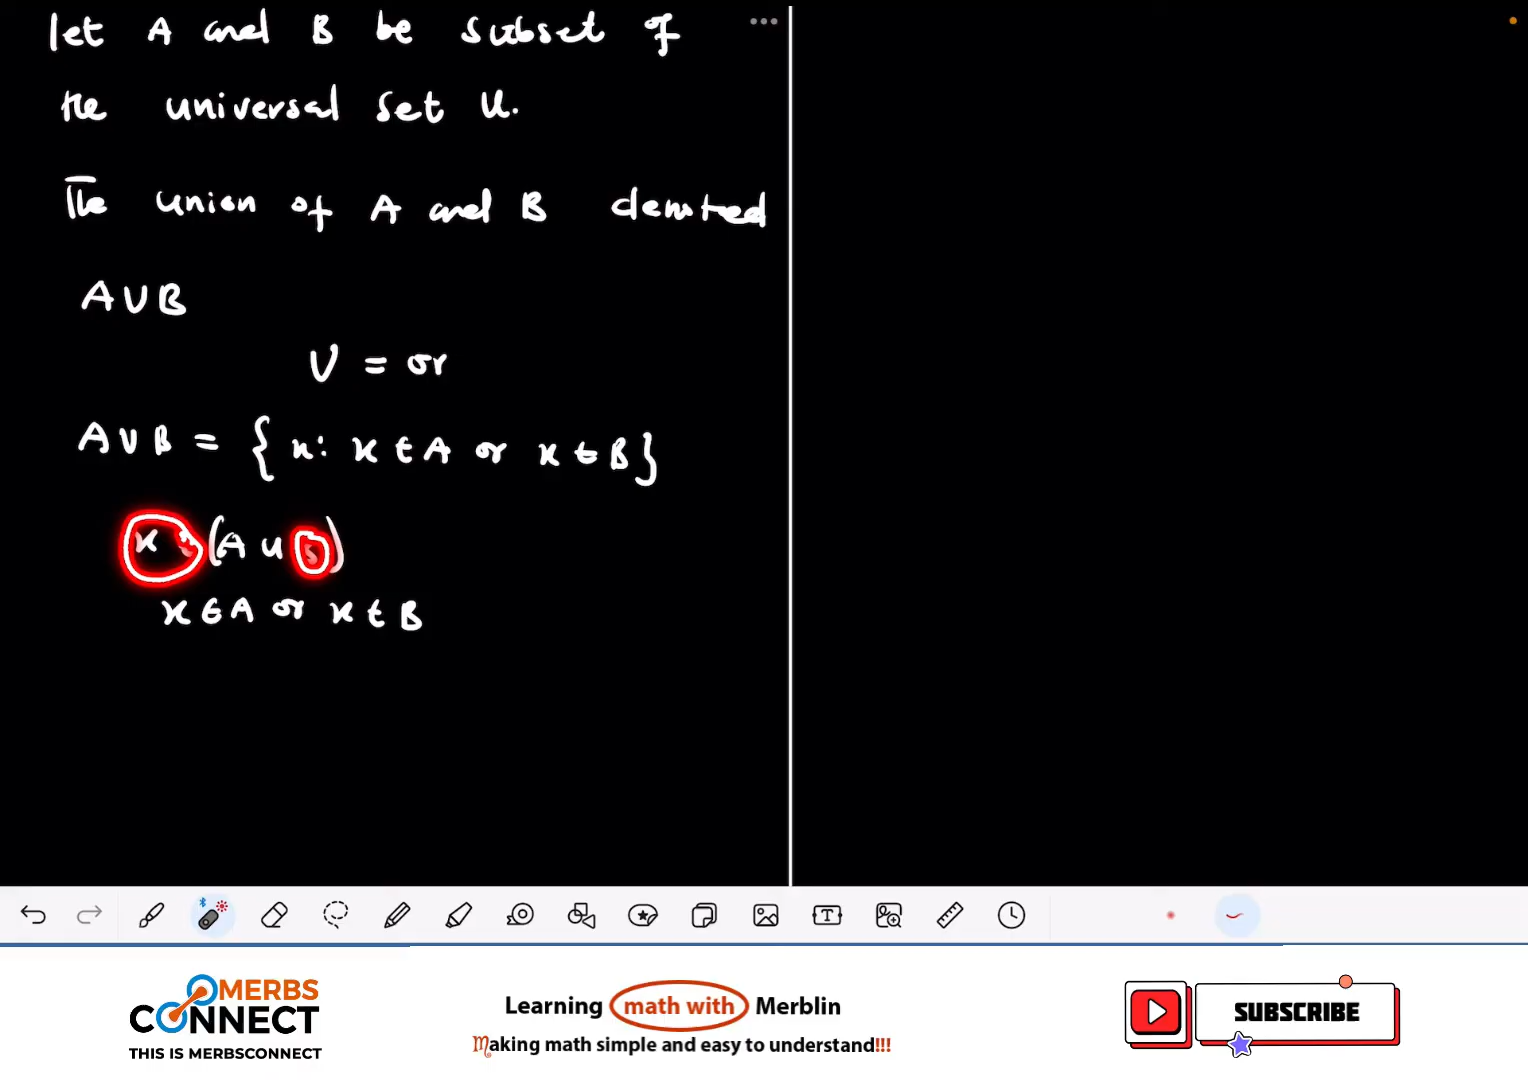 let A and B be subset of
the universal set U.
The union of A and B denoted
A∪B
∪ = or
A∪B = {x: x∈A or x∈B}
x∈(A∪B)
x∈A or x∈B
T
MERBS
CONNECT
THIS IS MERBSCONNECT
Learning math with Merblin
Making math simple and easy to understand!!!
SUBSCRIBE